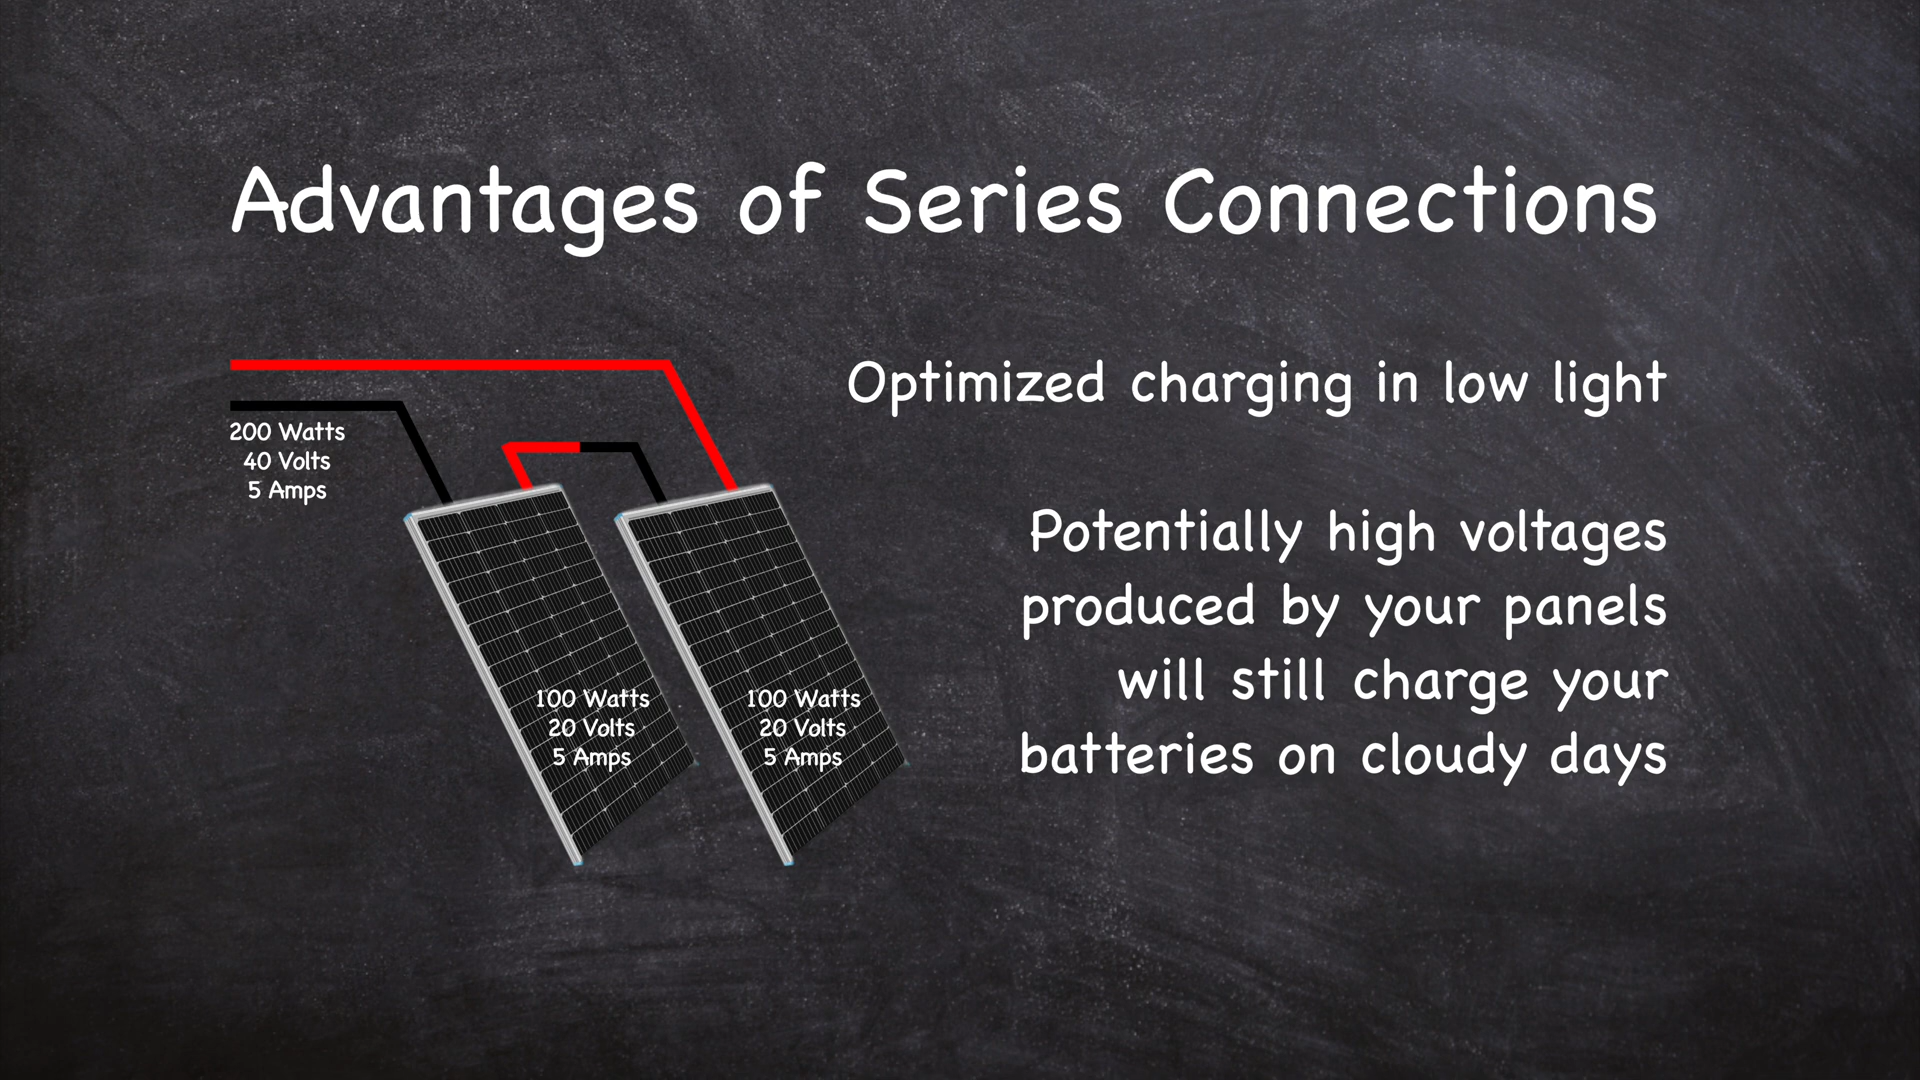 Advantages of Series Connections
Optimized charging in low light
200 Watts
40 Volts
5 Amps
Potentially high voltages
produced by your panels
will still charge your
batteries on cloudy days
100 Watts
20 Volts
5 Amps
100 Watts
20 Volts
5 Amps